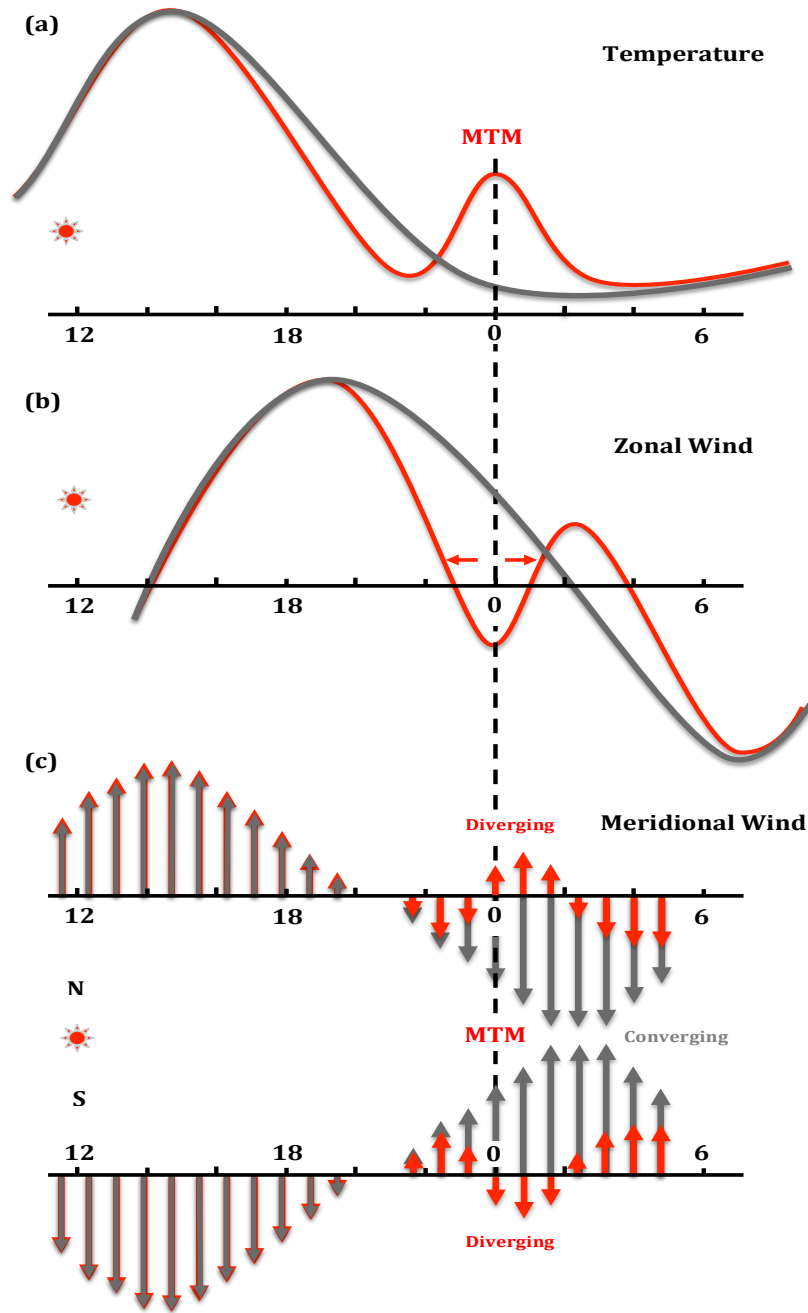 (a)
Temperature
MTM
12 18 0 6
(b)
Zonal Wind
12 18 0 6
(c)
Diverging
Meridional Wind
12 18 0 6
N
MTM
Converging
S
12 18 0 6
Diverging